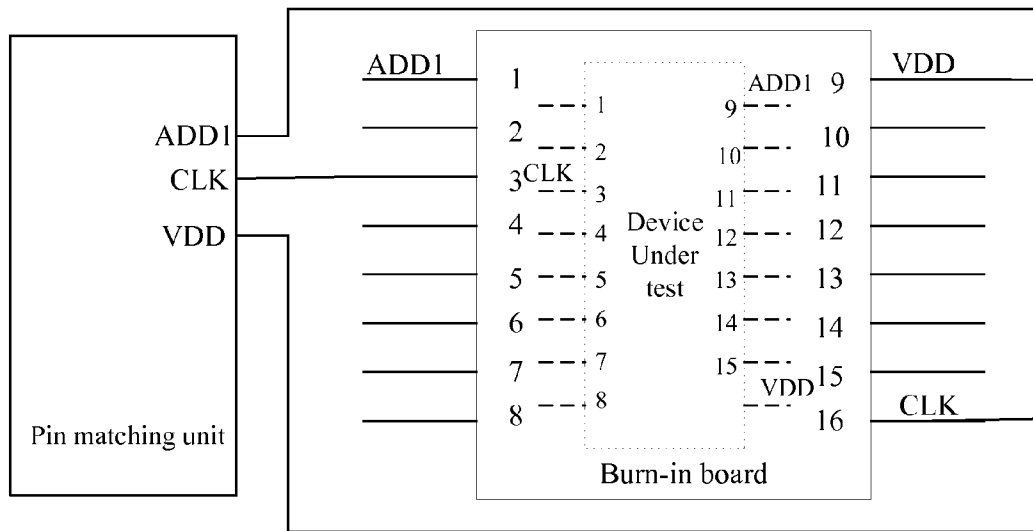 ADD1
CLK
VDD
Pin matching unit
ADD1
1
2
3
4
5
6
7
8
1
2
CLK
3
4
5
6
7
8
Device
Under
test
ADD1
9
10
11
12
13
14
15
VDD
VDD
9
10
11
12
13
14
15
16
CLK
Burn-in board